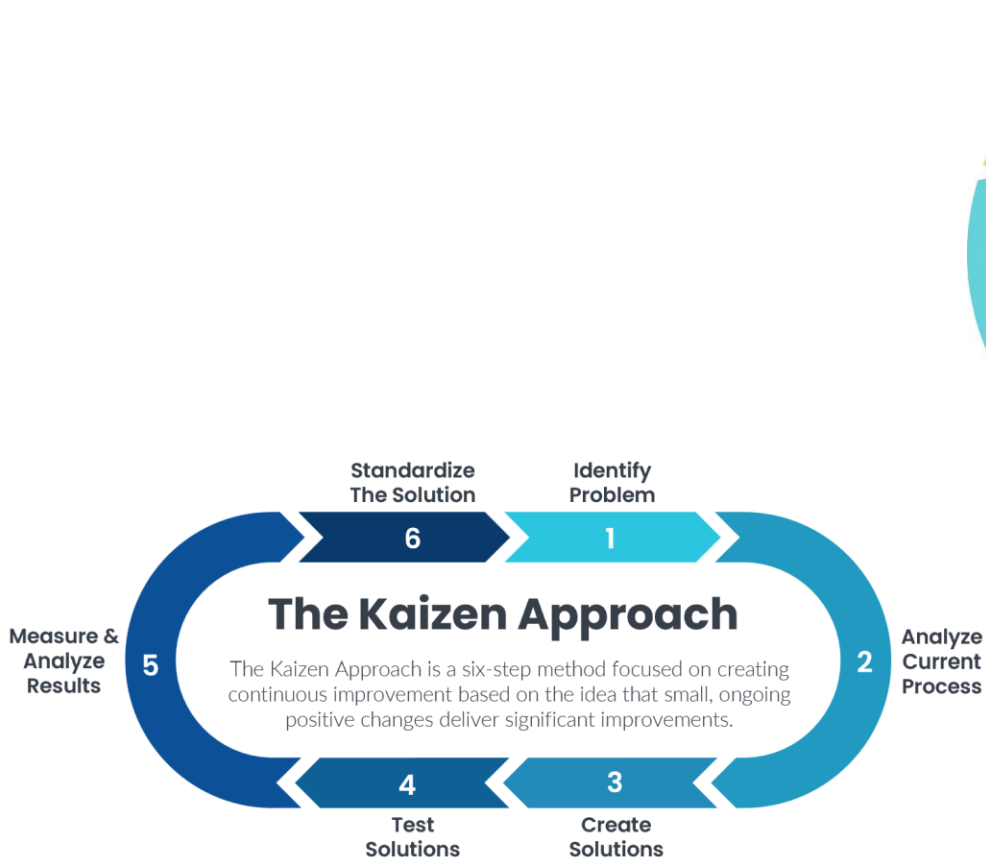 Standardize
The Solution
Identify
Problem
6
1
The Kaizen Approach
The Kaizen Approach is a six-step method focused on creating
continuous improvement based on the idea that small, ongoing
positive changes deliver significant improvements.
Measure &
Analyze
Results
5
2
Analyze
Current
Process
4
3
Test
Solutions
Create
Solutions